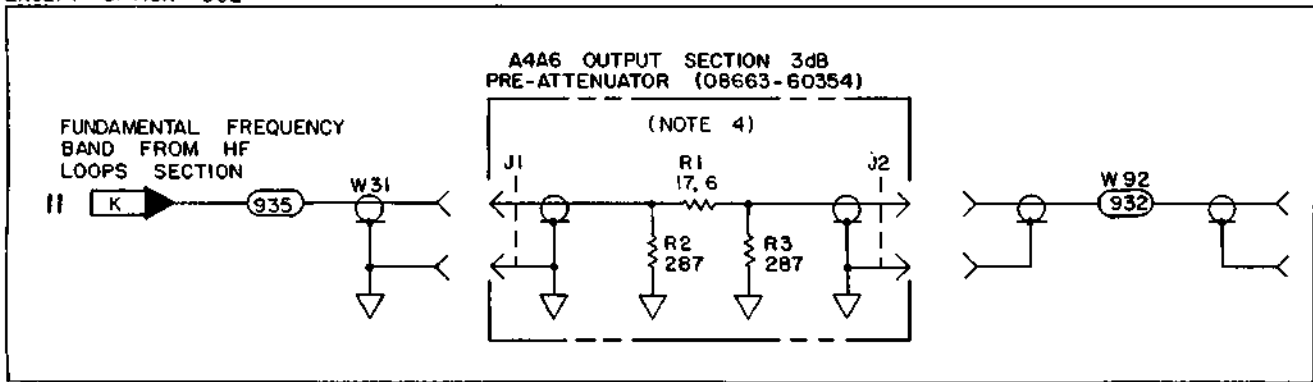 A4A6 OUTPUT SECTION 3dB
PRE-ATTENUATOR (08663-60354)
(NOTE 4)
FUNDAMENTAL FREQUENCY
BAND FROM HF
LOOPS SECTION
11
K
935
W31
J1
R1
17.6
R2
287
R3
287
J2
W92
932